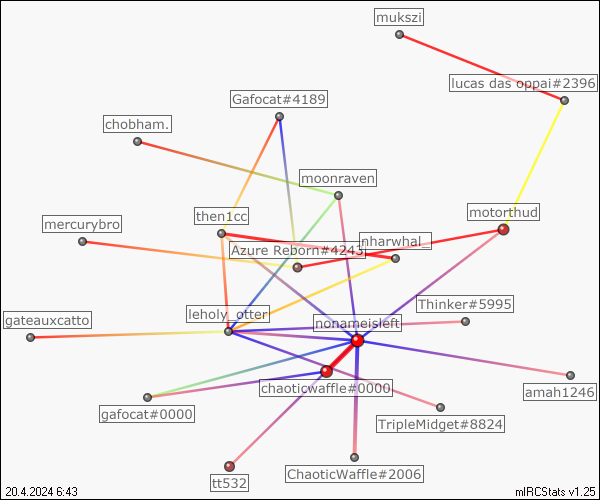 mukszi
lucas das oppai#2396
Gafocat#4189
chobham.
moonraven
then1cc
motorthud
mercurybro
nharwhal_
Azure Reborn#4243
Thinker#5995
leholy_otter
gateauxcatto
nonameisleft
chaoticwaffle#0000
amah1246
gafocat#0000
TripleMidget#8824
ChaoticWaffle#2006
tt532
20.4.2024 6:43
mIRCStats v1.25